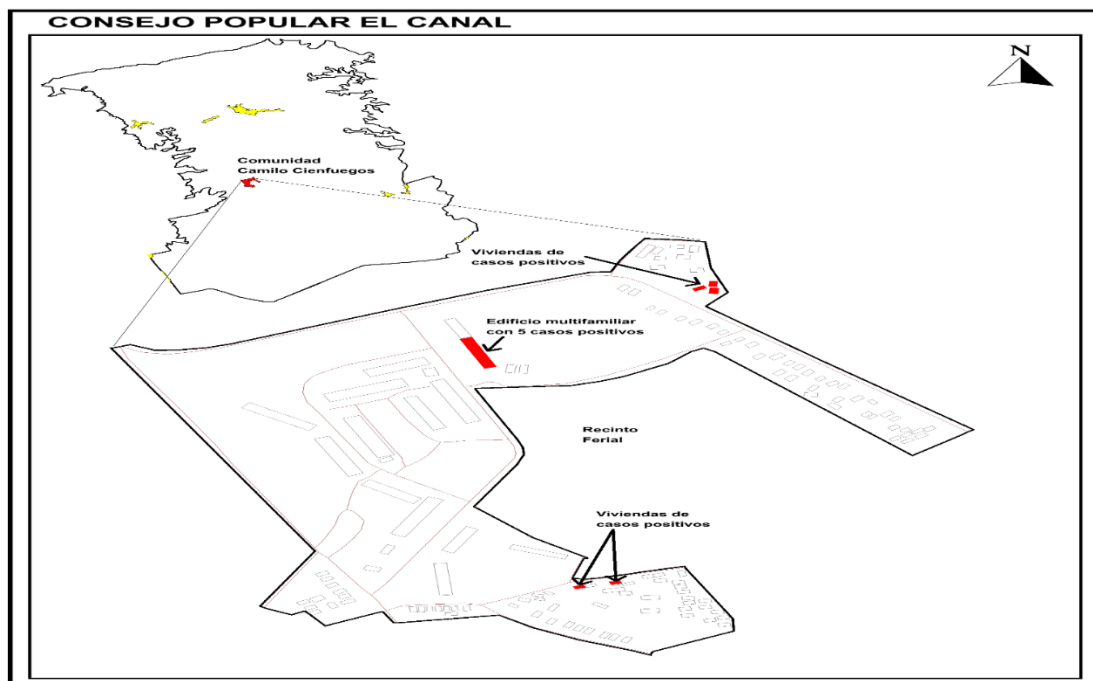 CONSEJO POPULAR EL CANAL
N
Comunidad
Camilo Cienfuegos
Viviendas de
casos positivos
Edificio multifamiliar
con 5 casos positivos
Recinto
Ferial
Viviendas de
casos positivos